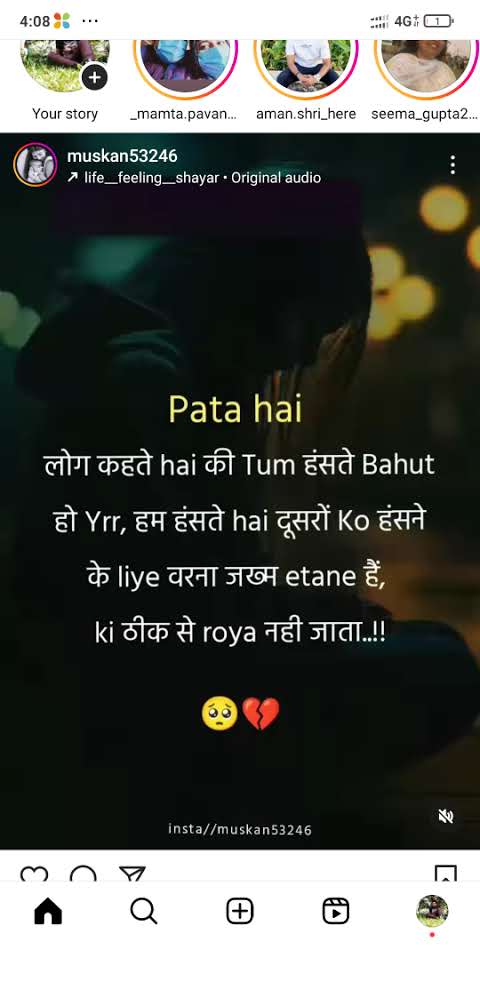 4:08
4G 1
Your story
_mamta.pavan...
aman.shri_here
seema_gupta2...
muskan53246
life__feeling__shayar • Original audio
Pata hai
लोग कहते hai की Tum हंसते Bahut
हो Yrr, हम हंसते hai दूसरों Ko हंसने
के liye वरना जख्म etane हैं,
ki ठीक से roya नही जाता..!!
insta//muskan53246